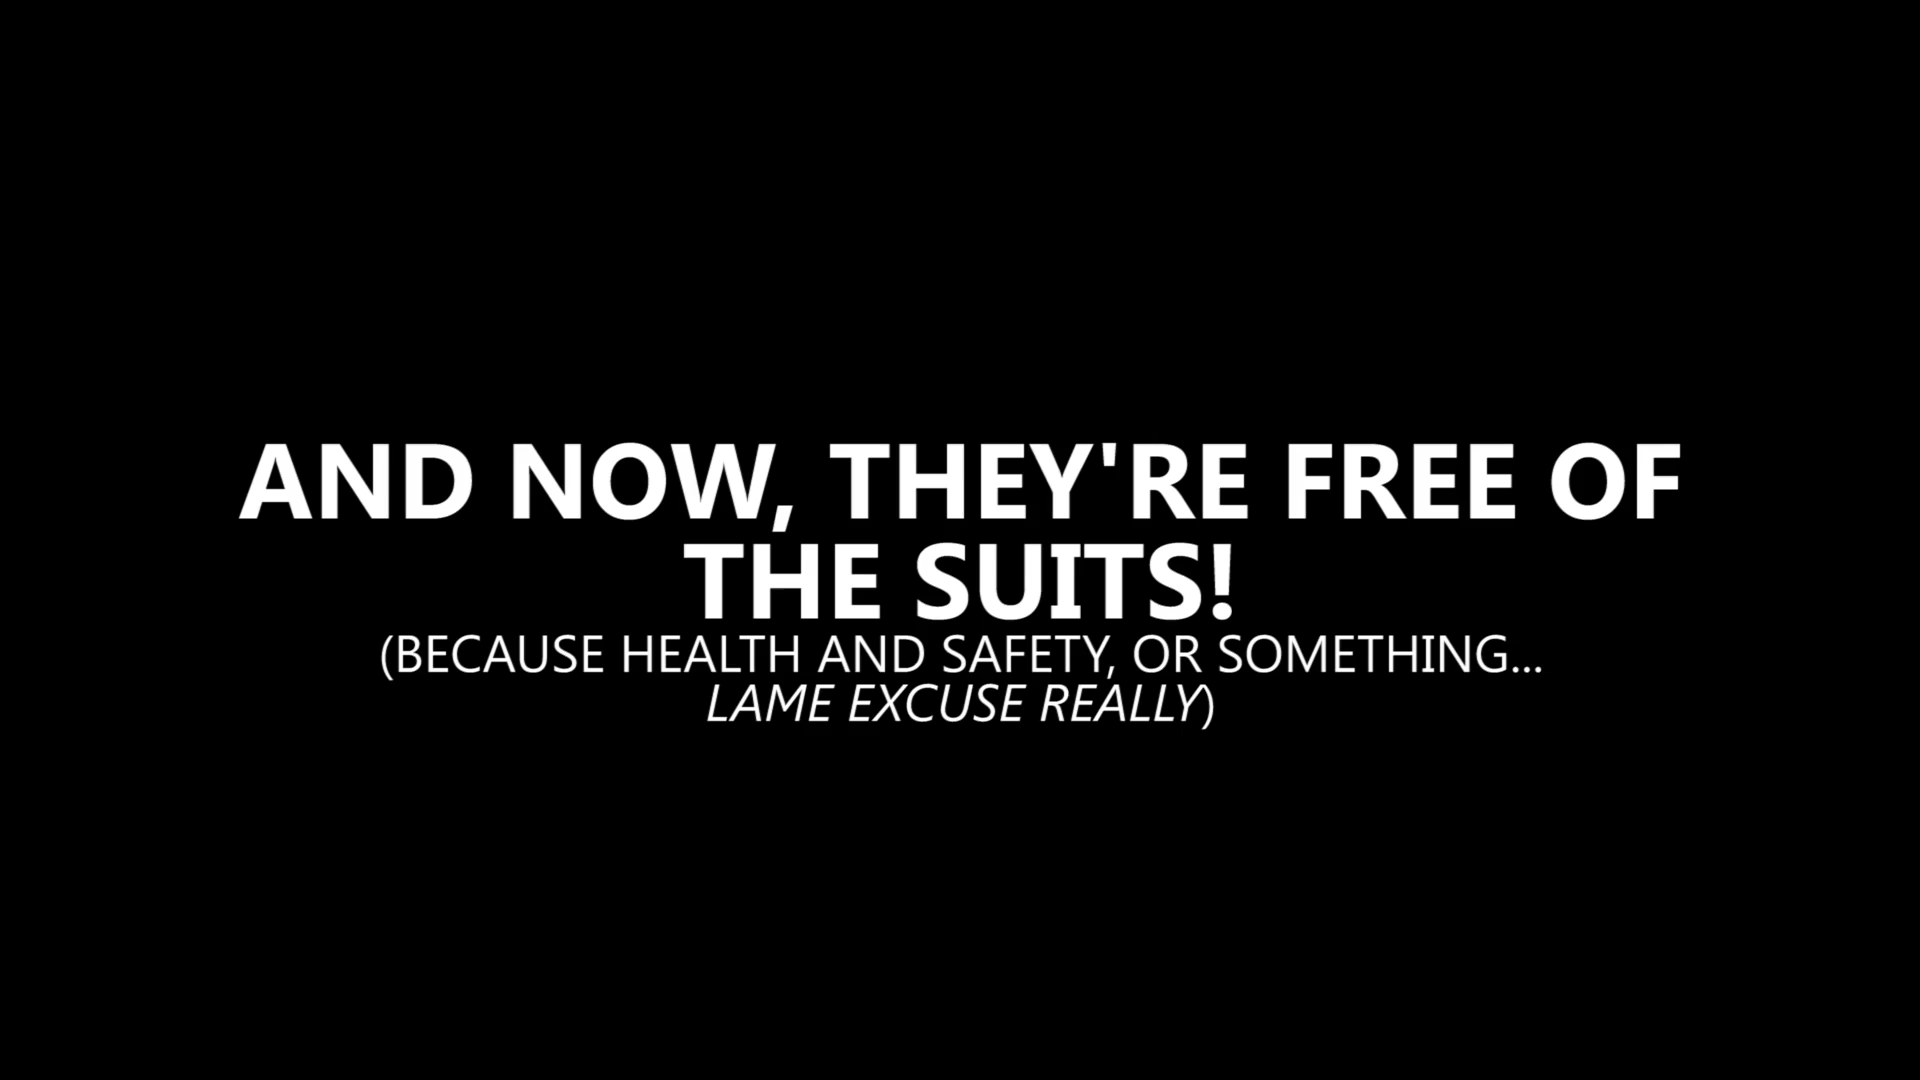 AND NOW, THEY'RE FREE OF
THE SUITS!
(BECAUSE HEALTH AND SAFETY, OR SOMETHING...
LAME EXCUSE REALLY)